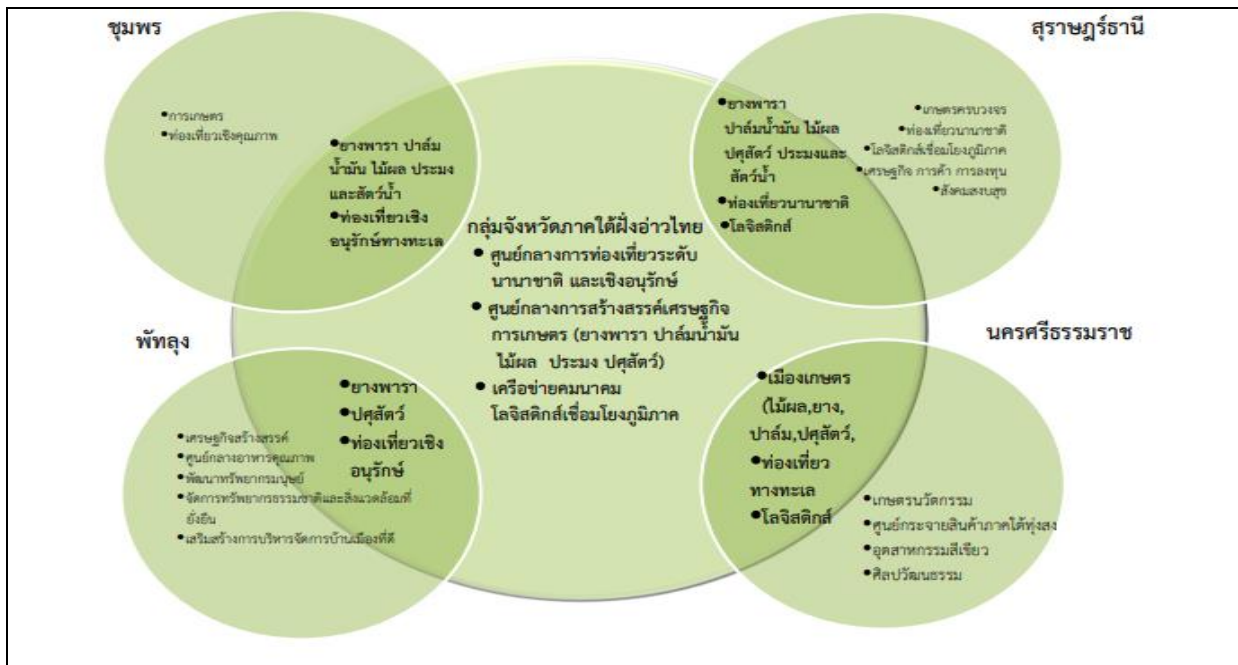 ชุมพร
•การเกษตร
•ท่องเที่ยวเชิงคุณภาพ
•ยางพารา ปาล์ม
น้ำมัน ไม้ผล ประมง
และสัตว์น้ำ
•ท่องเที่ยวเชิง
อนุรักษ์ทางทะเล
สุราษฎร์ธานี
•ยางพารา
ปาล์มน้ำมัน ไม้ผล
ปศุสัตว์ ประมงและ
สัตว์น้ำ
•ท่องเที่ยวนานาชาติ
•โลจิสติกส์
•เกษตรครบวงจร
•ท่องเที่ยวนานาชาติ
•โลจิสติกส์เชื่อมโยงภูมิภาค
•เศรษฐกิจ การค้า การลงทุน
•สังคมสงบสุข
กลุ่มจังหวัดภาคใต้ฝั่งอ่าวไทย
• ศูนย์กลางการท่องเที่ยวระดับ
นานาชาติ และเชิงอนุรักษ์
• ศูนย์กลางการสร้างสรรค์เศรษฐกิจ
การเกษตร (ยางพารา ปาล์มน้ำมัน
ไม้ผล ประมง ปศุสัตว์)
• เครือข่ายคมนาคม
โลจิสติกส์เชื่อมโยงภูมิภาค
พัทลุง
•เศรษฐกิจสร้างสรรค์
•ศูนย์กลางอาหารคุณภาพ
•พัฒนาทรัพยากรมนุษย์
•จัดการทรัพยากรธรรมชาติและสิ่งแวดล้อมที่
ยั่งยืน
•เสริมสร้างการบริหารจัดการบ้านเมืองที่ดี
•ยางพารา
•ปศุสัตว์
•ท่องเที่ยวเชิง
อนุรักษ์
นครศรีธรรมราช
•เมืองเกษตร
(ไม้ผล,ยาง,
ปาล์ม,ปศุสัตว์,
•ท่องเที่ยว
ทางทะเล
•โลจิสติกส์
•เกษตรนวัตกรรม
•ศูนย์กระจายสินค้าภาคใต้ทุ่งสง
•อุตสาหกรรมสีเขียว
•ศิลปวัฒนธรรม